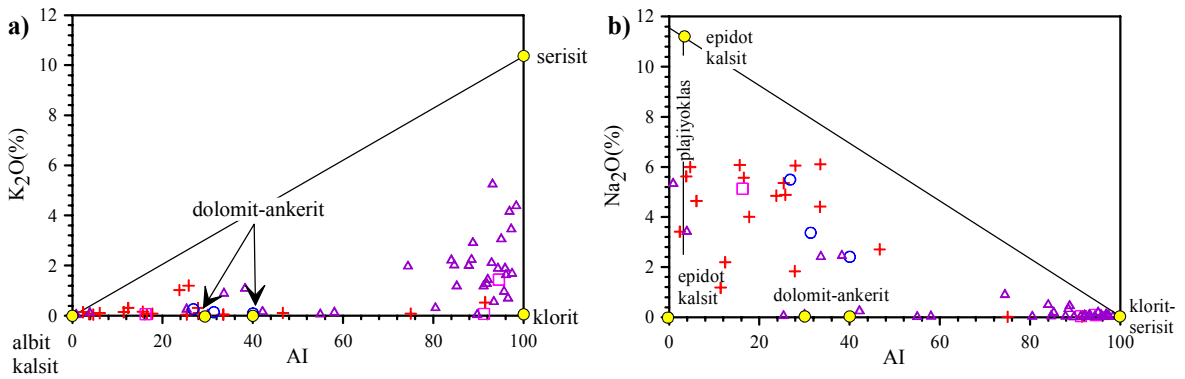 a)
12
10
8
6
4
2
0
K2O(%)
serisit
dolomit-ankerit
klorit
albit
kalsit
0 20 40 60 80 100
AI
b)
12
10
8
6
4
2
0
Na2O(%)
epidot
kalsit
plajiyoklas
epidot
kalsit
dolomit-ankerit
klorit-
serisit
0 20 40 60 80 100
AI